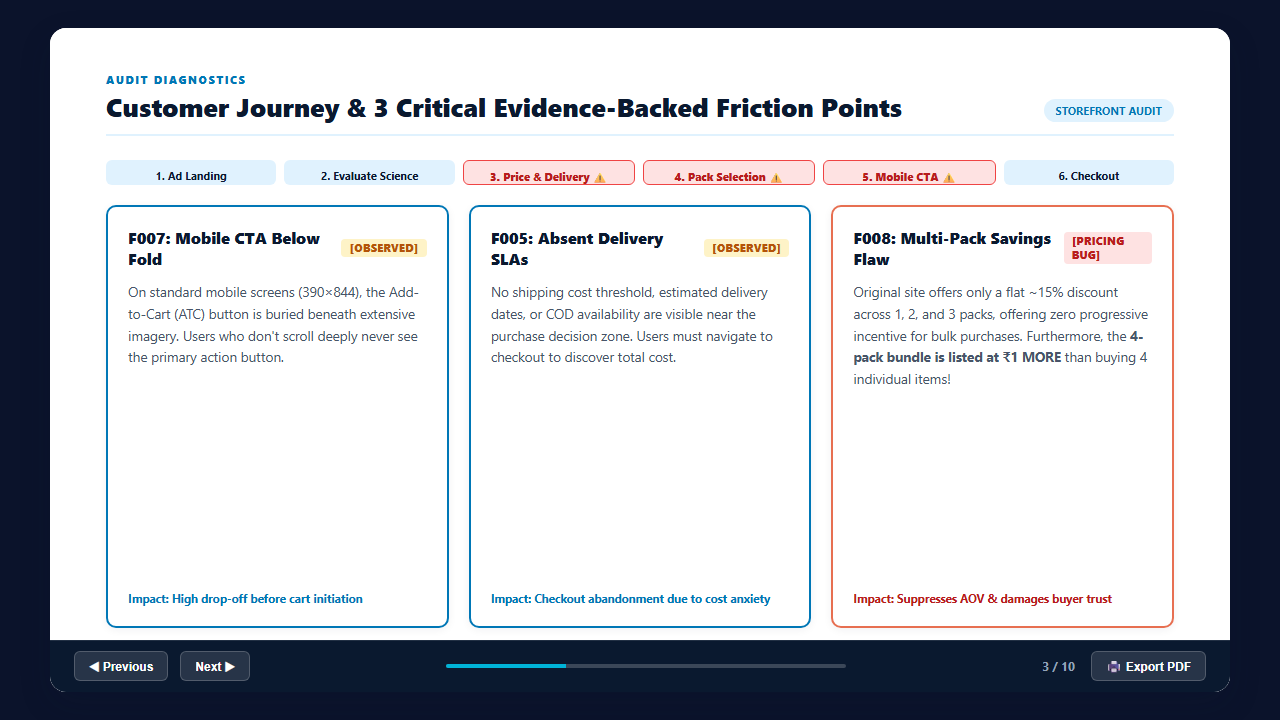 AUDIT DIAGNOSTICS
Customer Journey & 3 Critical Evidence-Backed Friction Points
STOREFRONT AUDIT
1. Ad Landing
2. Evaluate Science
3. Price & Delivery ⚠️
4. Pack Selection ⚠️
5. Mobile CTA ⚠️
6. Checkout
F007: Mobile CTA Below
Fold
[OBSERVED]
On standard mobile screens (390×844), the Add-
to-Cart (ATC) button is buried beneath extensive
imagery. Users who don't scroll deeply never see
the primary action button.
Impact: High drop-off before cart initiation
F005: Absent Delivery
SLAs
[OBSERVED]
No shipping cost threshold, estimated delivery
dates, or COD availability are visible near the
purchase decision zone. Users must navigate to
checkout to discover total cost.
Impact: Checkout abandonment due to cost anxiety
F008: Multi-Pack Savings
Flaw
[PRICING
BUG]
Original site offers only a flat ~15% discount
across 1, 2, and 3 packs, offering zero progressive
incentive for bulk purchases. Furthermore, the 4-
pack bundle is listed at ₹1 MORE than buying 4
individual items!
Impact: Suppresses AOV & damages buyer trust
◀ Previous
Next ▶
3 / 10
🖨️ Export PDF